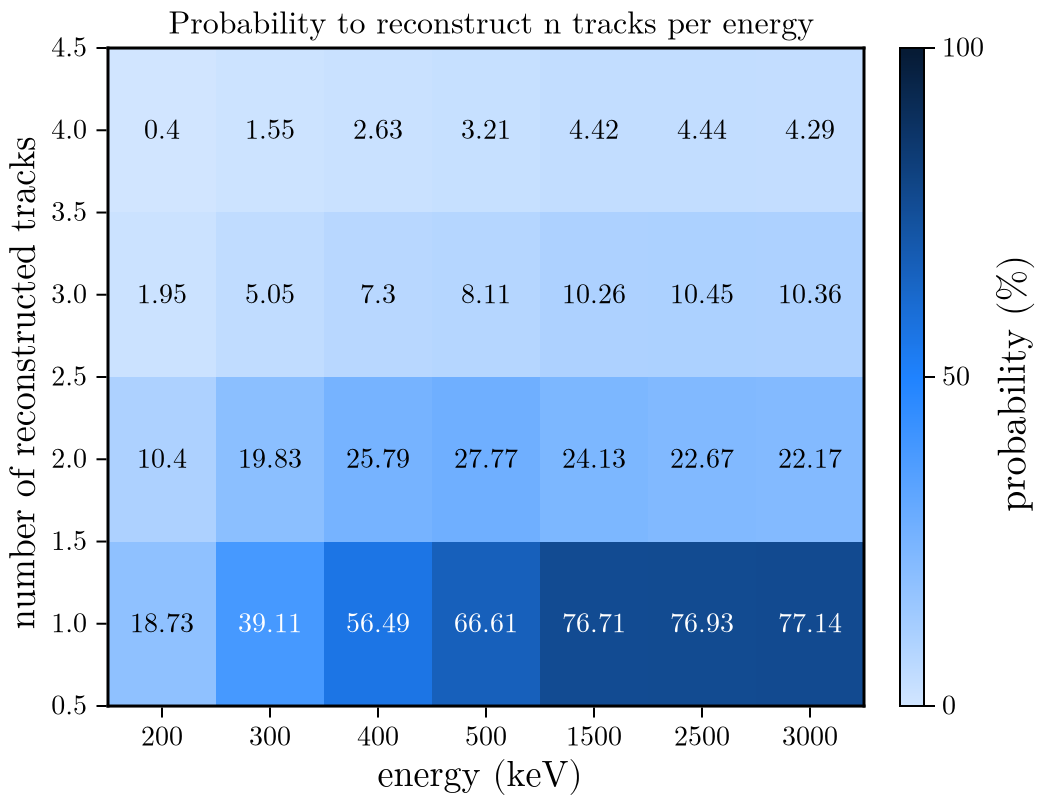 Probability to reconstruct n tracks per energy
number of reconstructed tracks
4.5
4.0
3.5
3.0
2.5
2.0
1.5
1.0
0.5
0.4 1.55 2.63 3.21 4.42 4.44 4.29
1.95 5.05 7.3 8.11 10.26 10.45 10.36
10.4 19.83 25.79 27.77 24.13 22.67 22.17
18.73 39.11 56.49 66.61 76.71 76.93 77.14
200 300 400 500 1500 2500 3000
energy (keV)
100
50
0
probability (%)